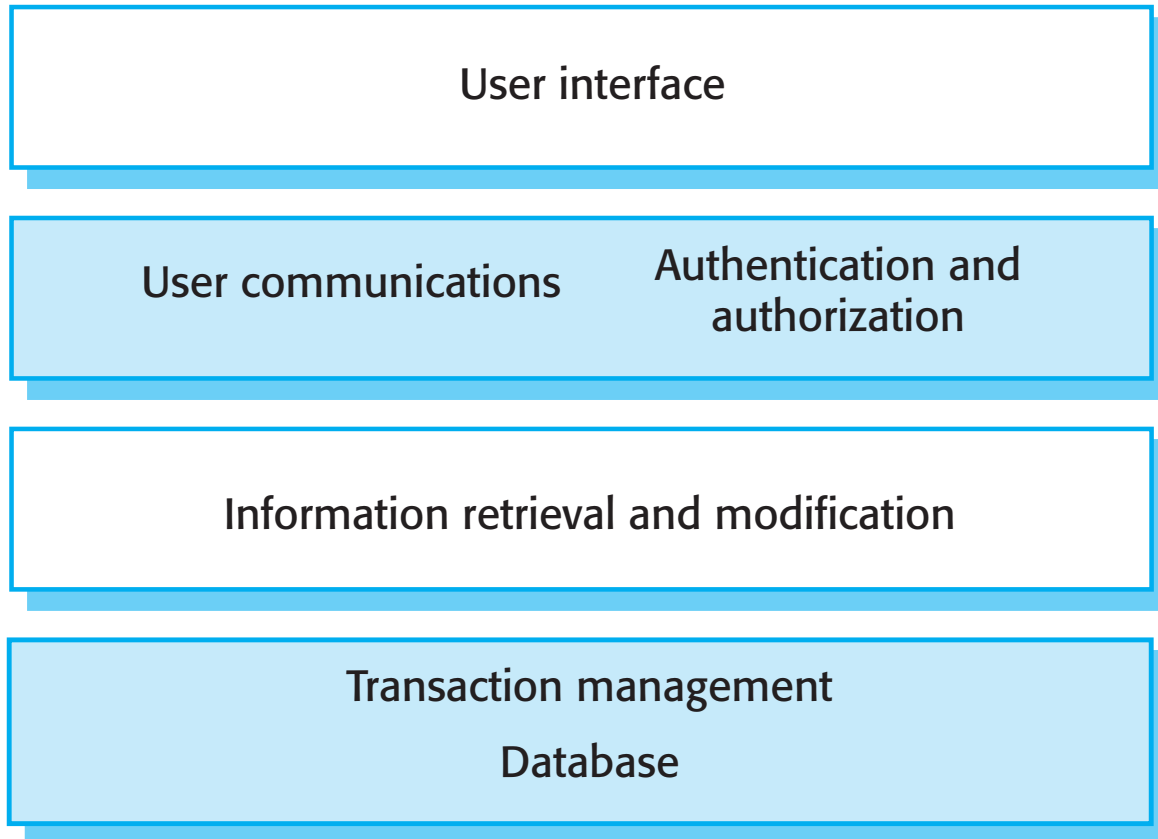 User interface
User communications
Authentication and
authorization
Information retrieval and modification
Transaction management
Database